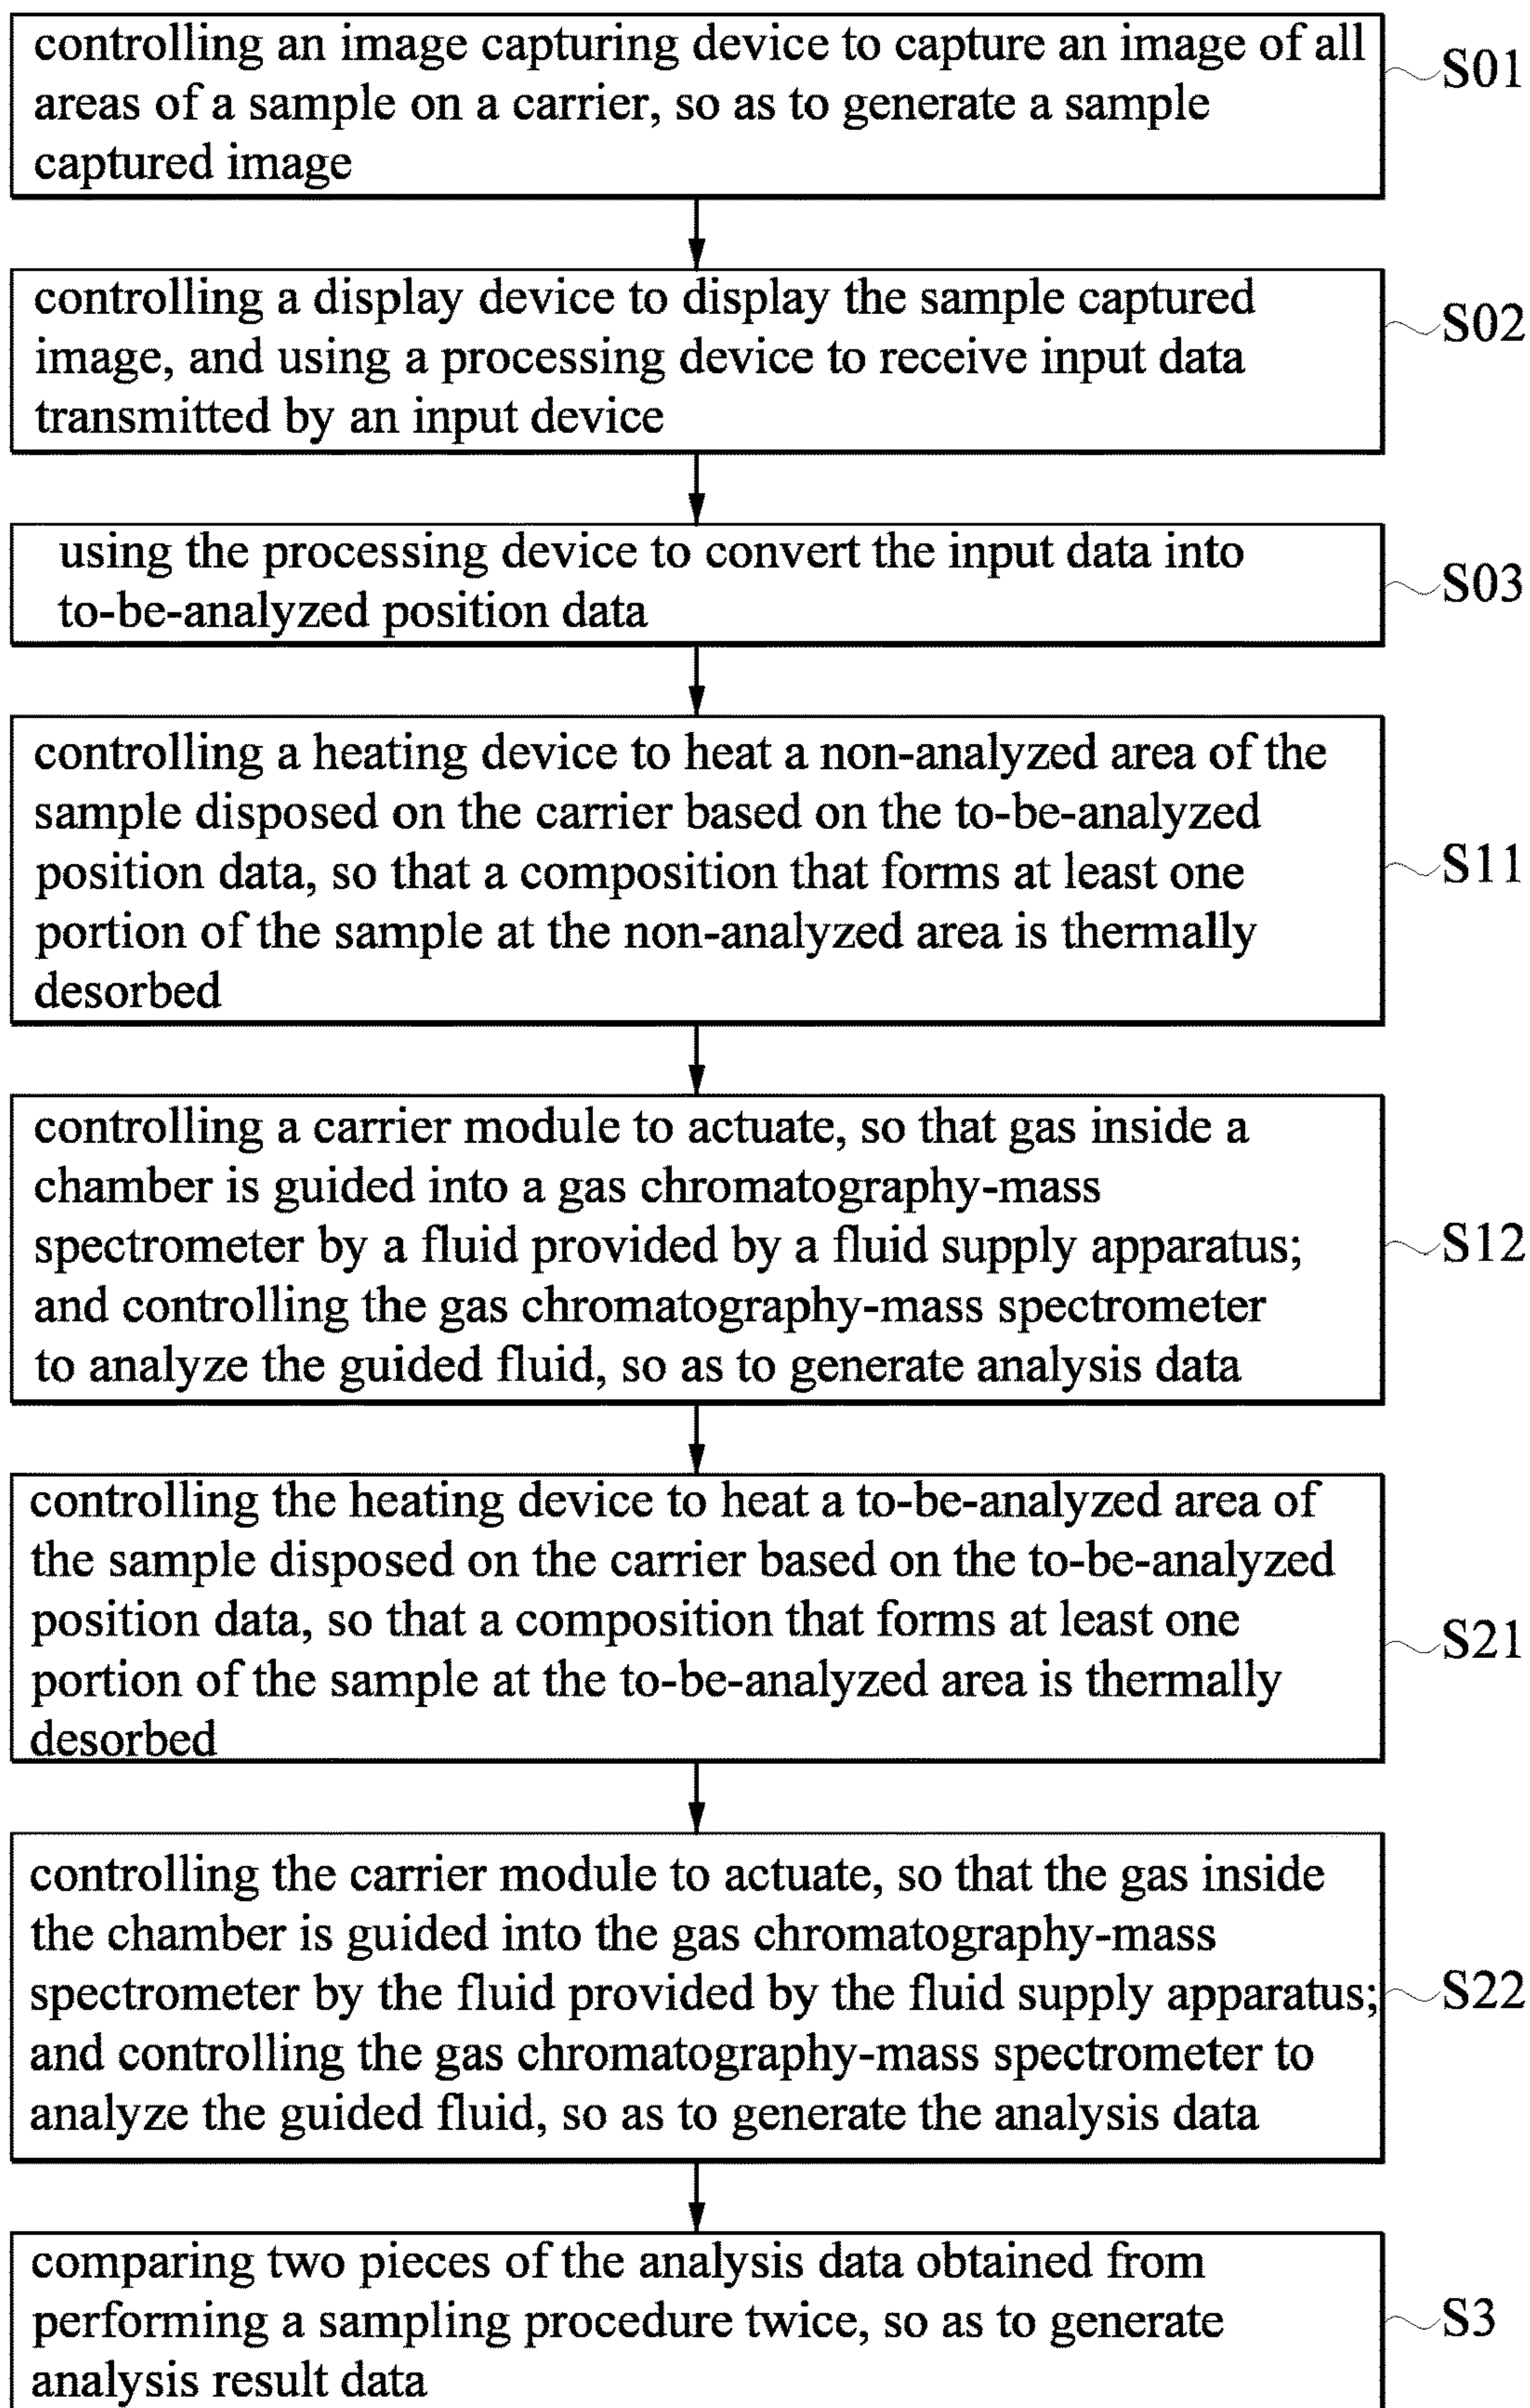 controlling an image capturing device to capture an image of all
areas of a sample on a carrier, so as to generate a sample
captured image
S01
controlling a display device to display the sample captured
image, and using a processing device to receive input data
transmitted by an input device
S02
using the processing device to convert the input data into
to-be-analyzed position data
S03
controlling a heating device to heat a non-analyzed area of the
sample disposed on the carrier based on the to-be-analyzed
position data, so that a composition that forms at least one
portion of the sample at the non-analyzed area is thermally
desorbed
S11
controlling a carrier module to actuate, so that gas inside a
chamber is guided into a gas chromatography-mass
spectrometer by a fluid provided by a fluid supply apparatus;
and controlling the gas chromatography-mass spectrometer
to analyze the guided fluid, so as to generate analysis data
S12
controlling the heating device to heat a to-be-analyzed area of
the sample disposed on the carrier based on the to-be-analyzed
position data, so that a composition that forms at least one
portion of the sample at the to-be-analyzed area is thermally
desorbed
S21
controlling the carrier module to actuate, so that the gas inside
the chamber is guided into the gas chromatography-mass
spectrometer by the fluid provided by the fluid supply apparatus;
and controlling the gas chromatography-mass spectrometer to
analyze the guided fluid, so as to generate the analysis data
S22
comparing two pieces of the analysis data obtained from
performing a sampling procedure twice, so as to generate
analysis result data
S3